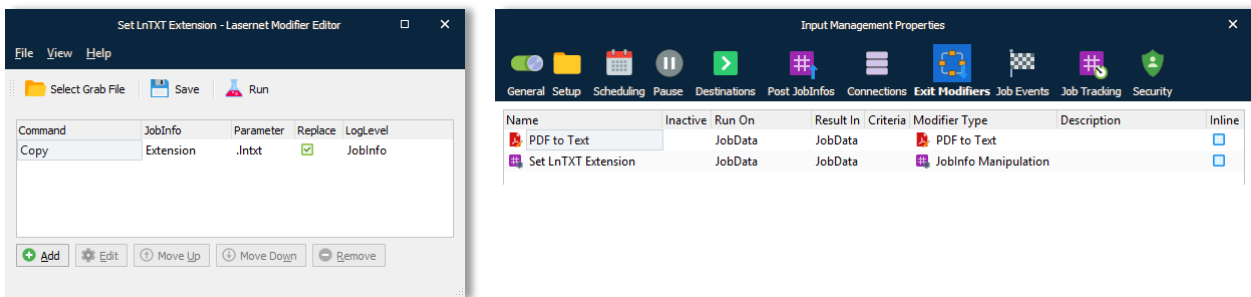 Set LnTXT Extension - Lasernet Modifier Editor
File View Help
Select Grab File Save Run
Command JobInfo Parameter Replace LogLevel
Copy Extension .lntxt JobInfo
Add Edit Move Up Move Down Remove
Input Management Properties
General Setup Scheduling Pause Destinations Post JobInfos Connections Exit Modifiers Job Events Job Tracking Security
Name Inactive Run On Result In Criteria Modifier Type Description Inline
PDF to Text JobData JobData PDF to Text
Set LnTXT Extension JobData JobData JobInfo Manipulation